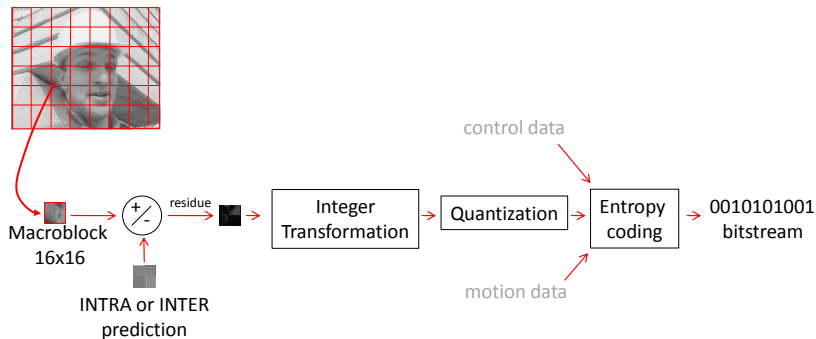 control data
residue
+
/
-
Integer
Transformation
Quantization
Entropy
coding
0010101001
bitstream
Macroblock
16x16
motion data
INTRA or INTER
prediction